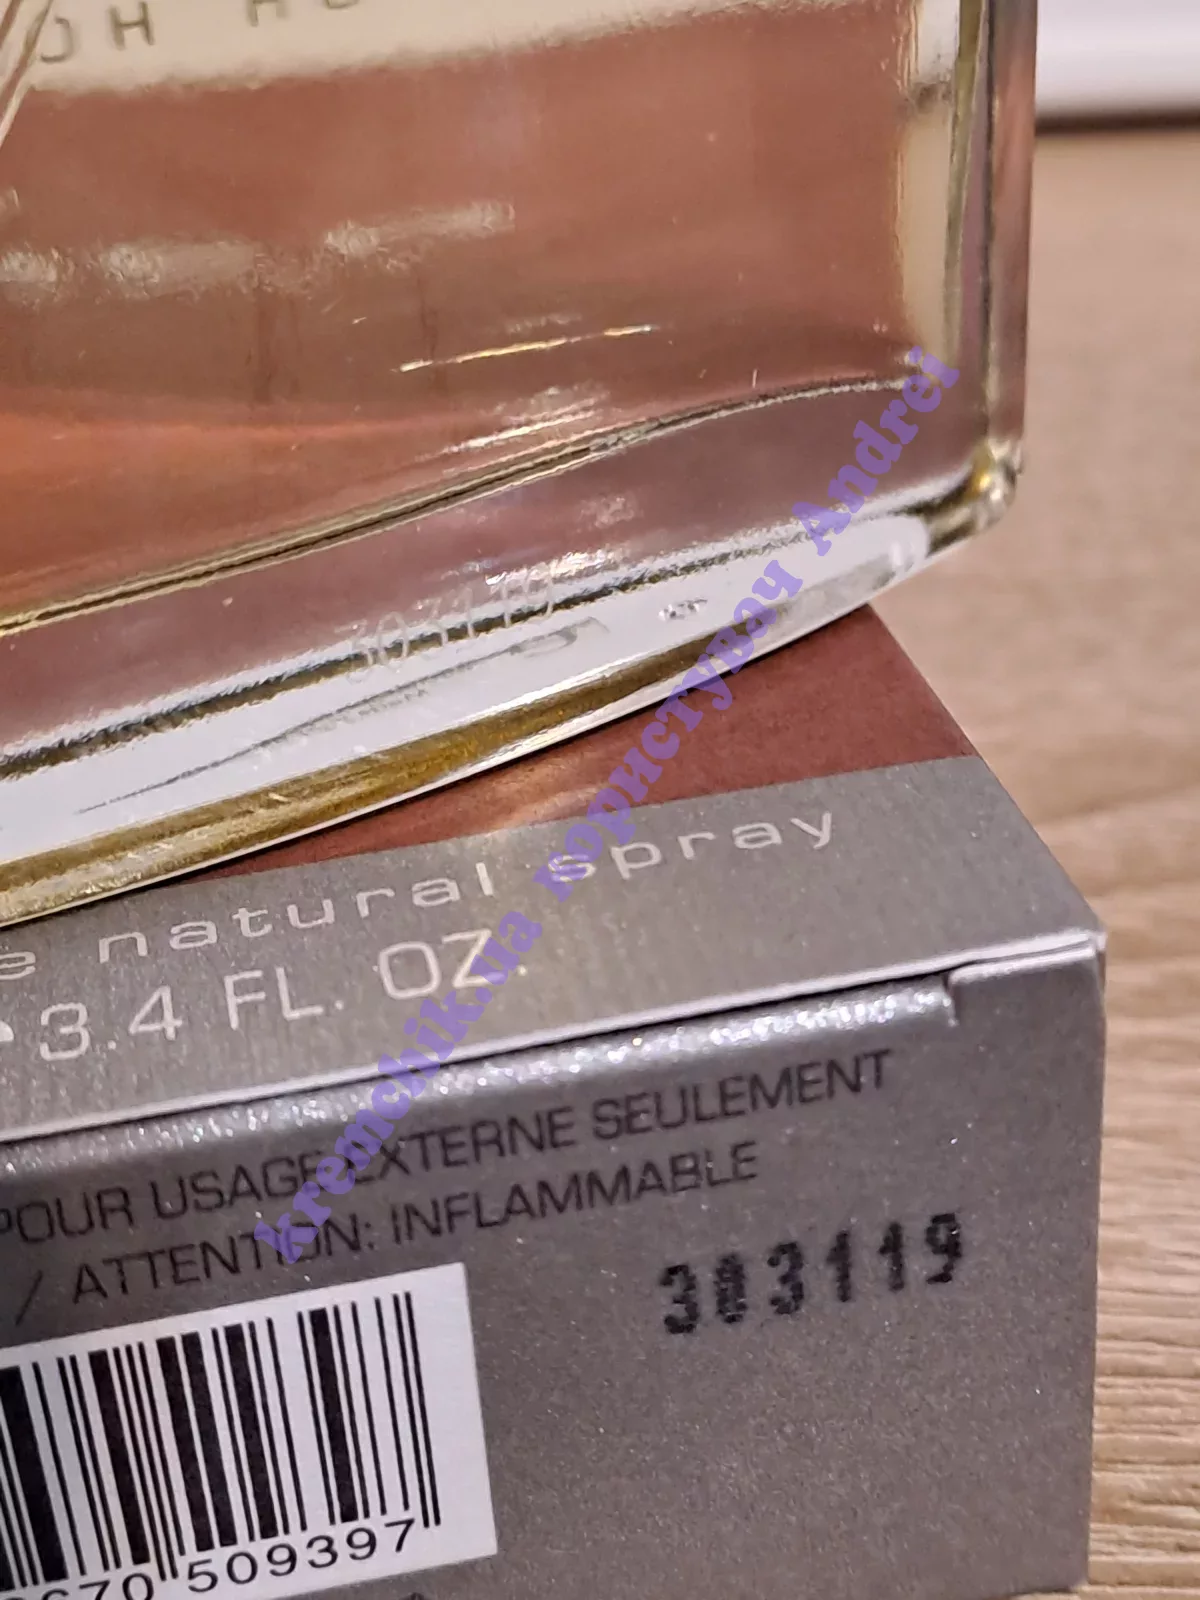 303119
e natural spray
3.4 FL. OZ.
POUR USAGE EXTERNE SEULEMENT
/ ATTENTION: INFLAMMABLE
303119
670 509397
kremchik.ua користувач Andrei